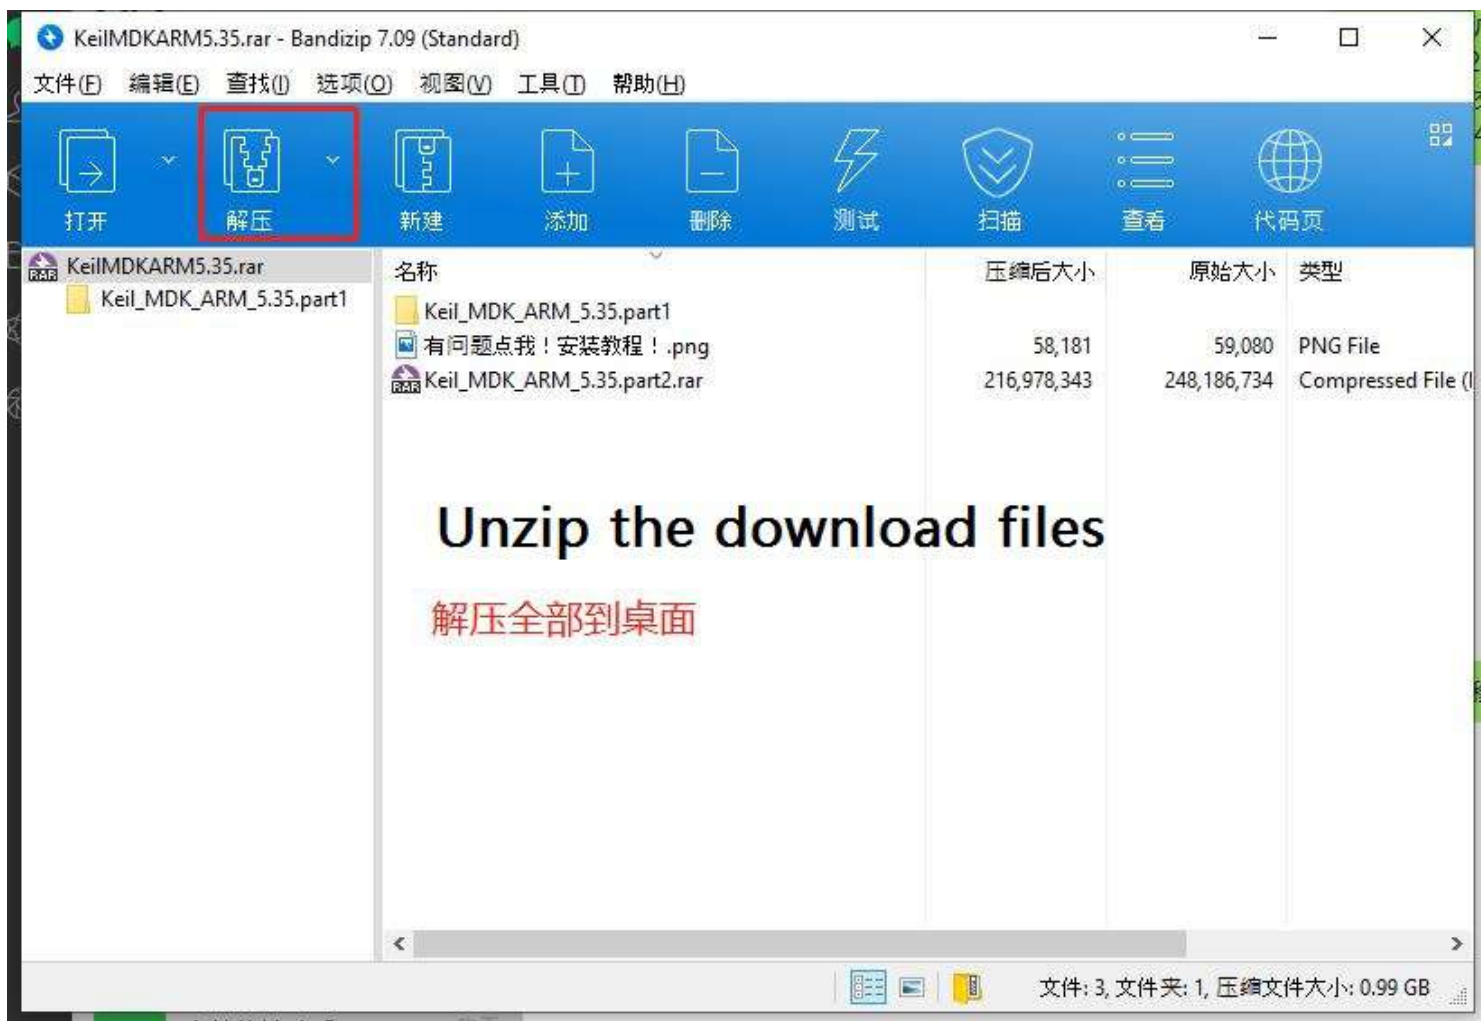 KeilMDKARM5.35.rar - Bandizip 7.09 (Standard)
文件(F) 编辑(E) 查找(I) 选项(O) 视图(V) 工具(T) 帮助(H)
打开 解压 新建 添加 删除 测试 扫描 查看 代码页
KeilMDKARM5.35.rar
Keil_MDK_ARM_5.35.part1
名称 压缩后大小 原始大小 类型
Keil_MDK_ARM_5.35.part1
有问题点我！安装教程！.png 58,181 59,080 PNG File
RAR Keil_MDK_ARM_5.35.part2.rar 216,978,343 248,186,734 Compressed File (
Unzip the download files
解压全部到桌面
文件: 3, 文件夹: 1, 压缩文件大小: 0.99 GB